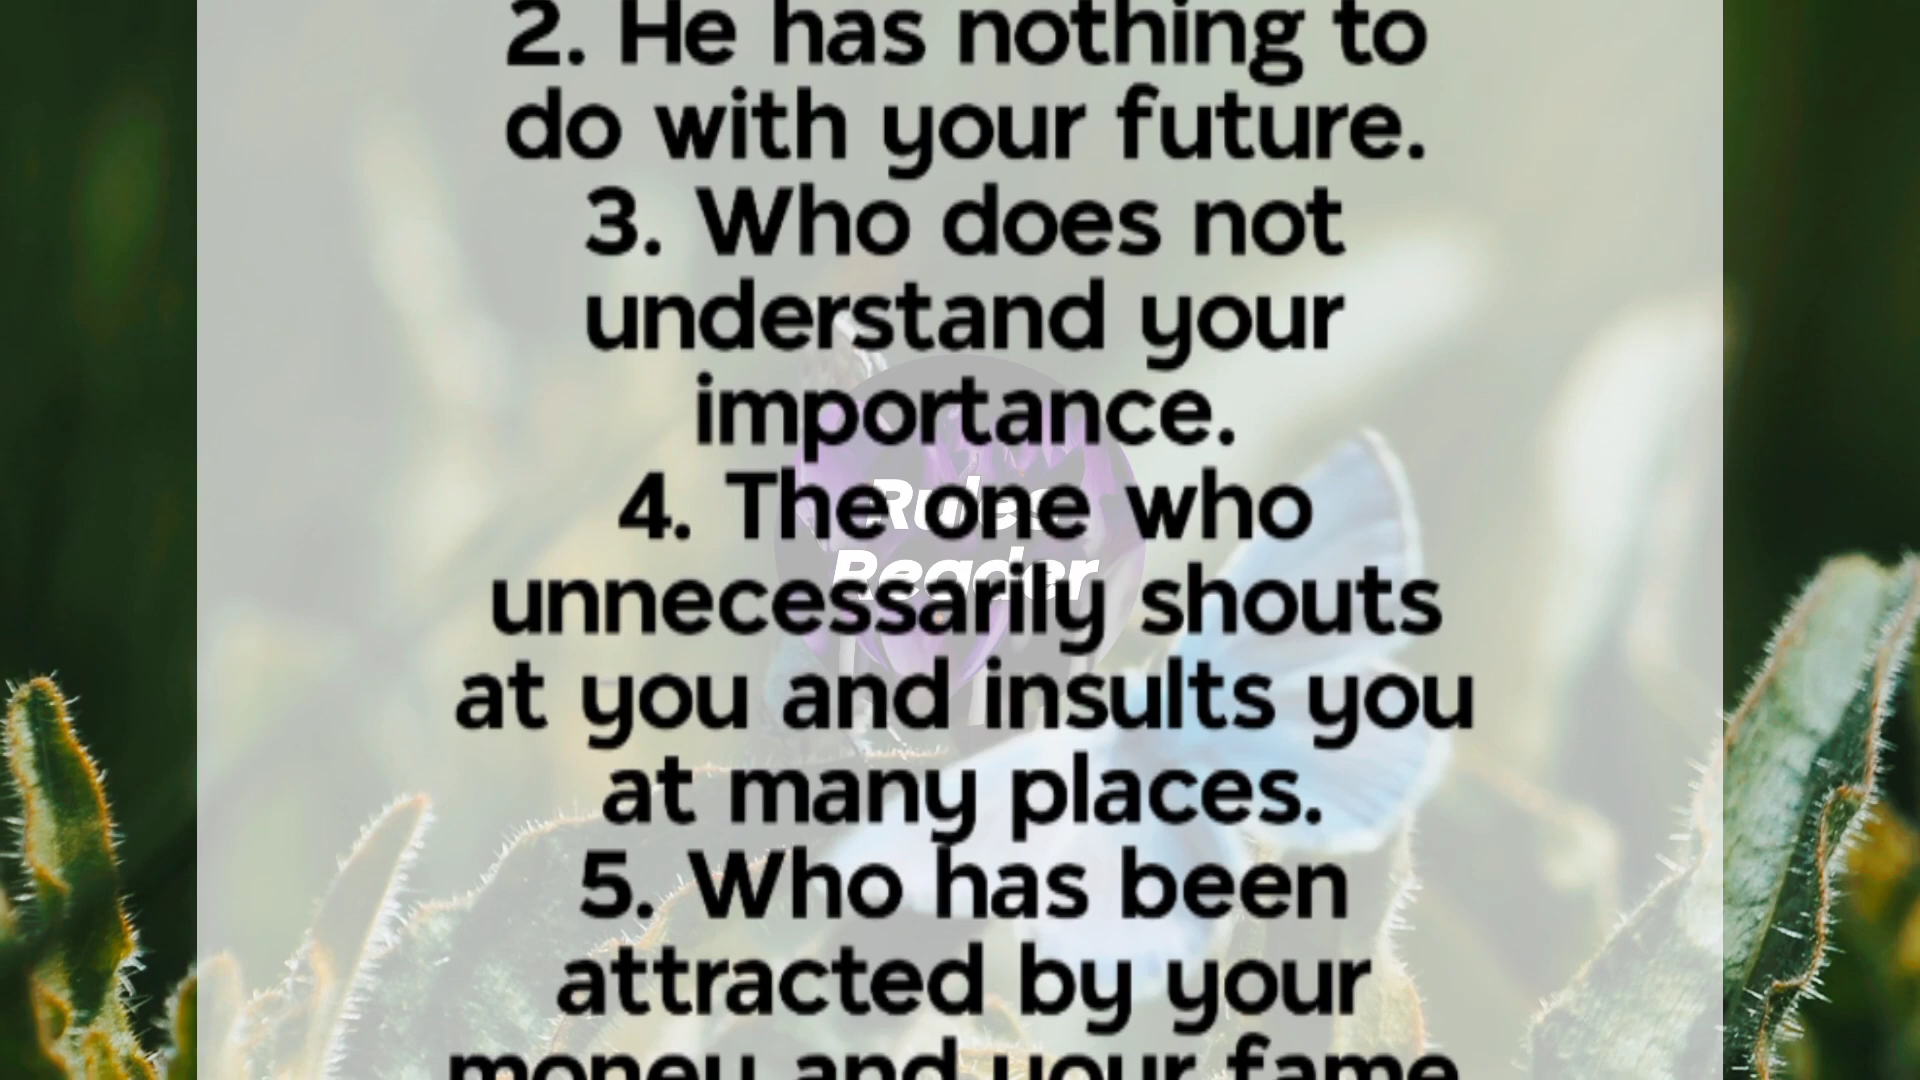 2. He has nothing to
do with your future.
3. Who does not
understand your
importance.
4. The one who
unnecessarily shouts
at you and insults you
at many places.
5. Who has been
attracted by your
money and your fame
Rules
Reader